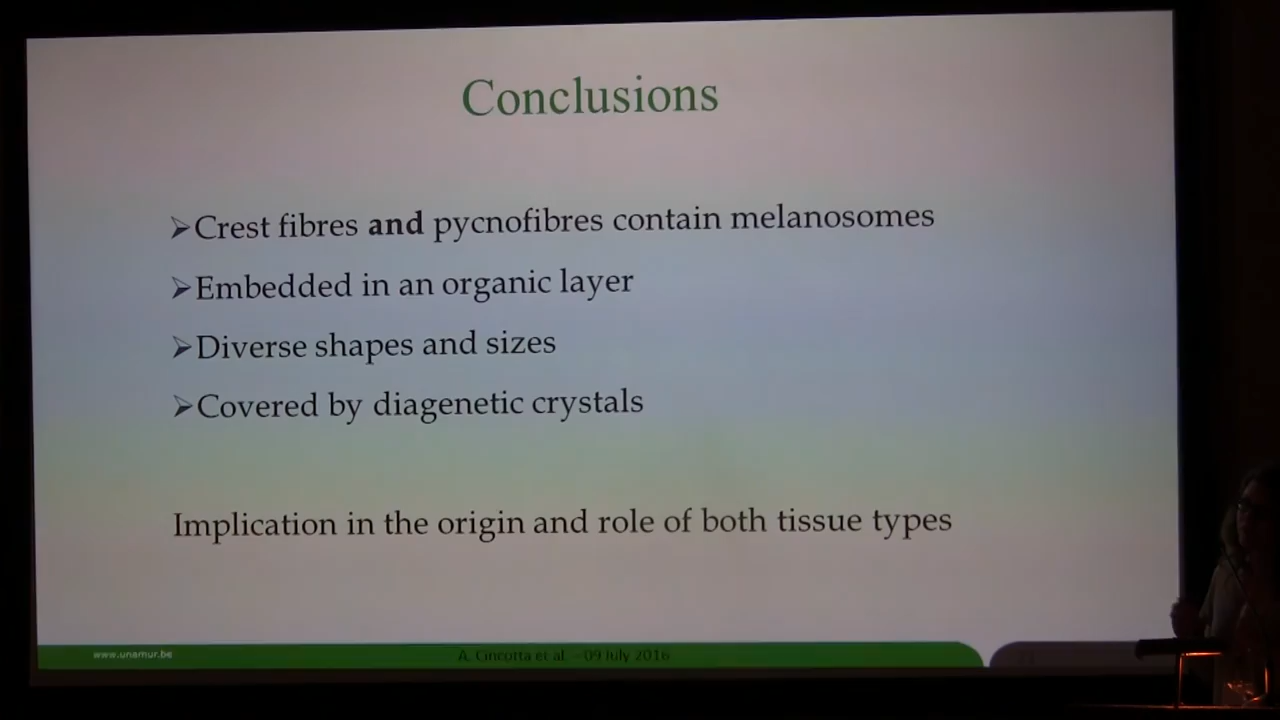 Conclusions
➢Crest fibres and pycnofibres contain melanosomes
➢Embedded in an organic layer
➢Diverse shapes and sizes
➢Covered by diagenetic crystals
Implication in the origin and role of both tissue types
www.unamur.be
A. Cincotta et al. – 09 July 2016